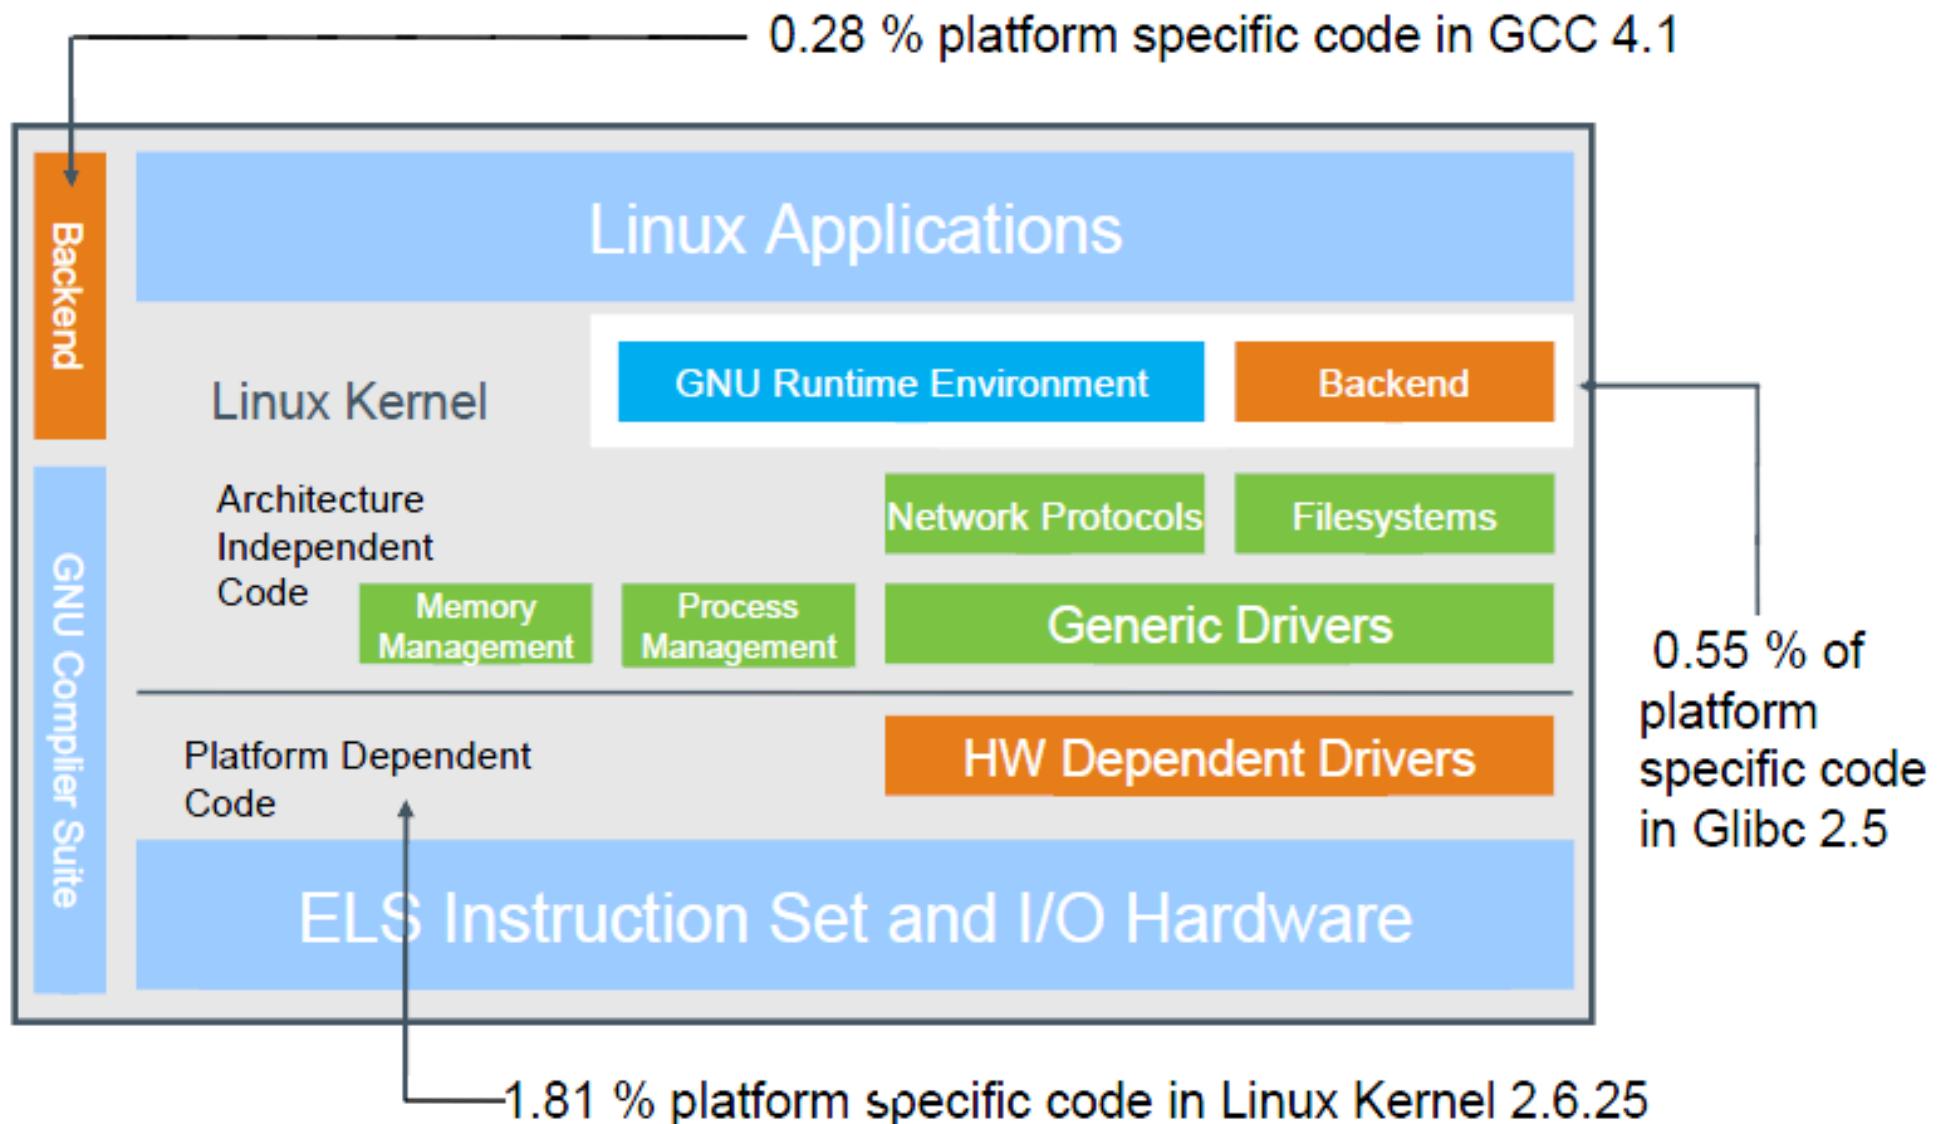 0.28 % platform specific code in GCC 4.1
Backend
Linux Applications
Linux Kernel
GNU Runtime Environment
Backend
Architecture
Independent
Code
Network Protocols
Filesystems
Memory
Management
Process
Management
Generic Drivers
GNU Complier Suite
Platform Dependent
Code
HW Dependent Drivers
ELS Instruction Set and I/O Hardware
0.55 % of
platform
specific code
in Glibc 2.5
1.81 % platform specific code in Linux Kernel 2.6.25